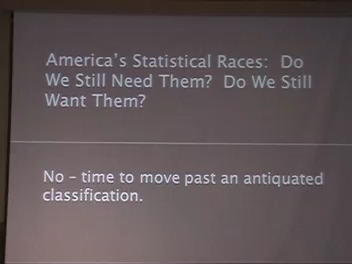 America's Statistical Races:  Do
We Still Need Them?  Do We Still
Want Them?
No – time to move past an antiquated
classification.